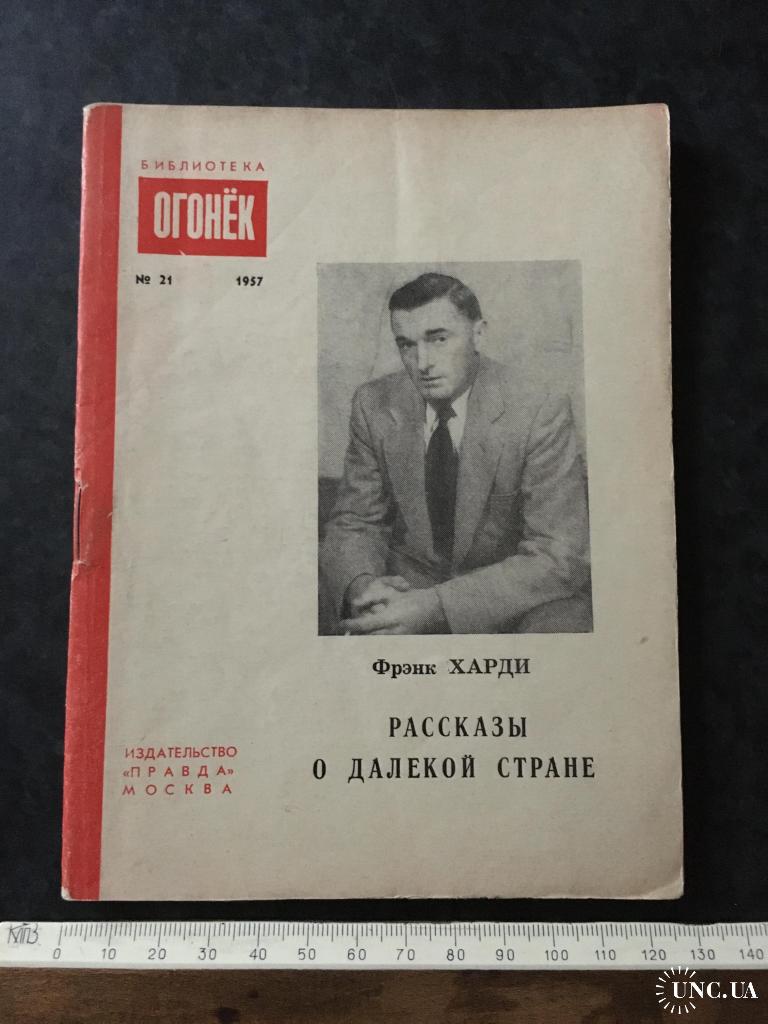 БИБЛИОТЕКА
ОГОНЁК
№ 21 1957
Фрэнк ХАРДИ
РАССКАЗЫ
О ДАЛЕКОЙ СТРАНЕ
ИЗДАТЕЛЬСТВО
«ПРАВДА»
МОСКВА
0 10 20 30 40 50 60 70 80 90 100 110 120 130 140
UNC.UA